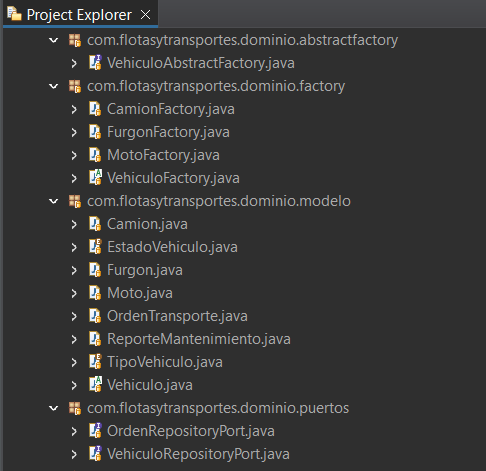 Project Explorer
com.flotasytransportes.dominio.abstractfactory
VehiculoAbstractFactory.java
com.flotasytransportes.dominio.factory
CamionFactory.java
FurgonFactory.java
MotoFactory.java
VehiculoFactory.java
com.flotasytransportes.dominio.modelo
Camion.java
EstadoVehiculo.java
Furgon.java
Moto.java
OrdenTransporte.java
ReporteMantenimiento.java
TipoVehiculo.java
Vehiculo.java
com.flotasytransportes.dominio.puertos
OrdenRepositoryPort.java
VehiculoRepositoryPort.java